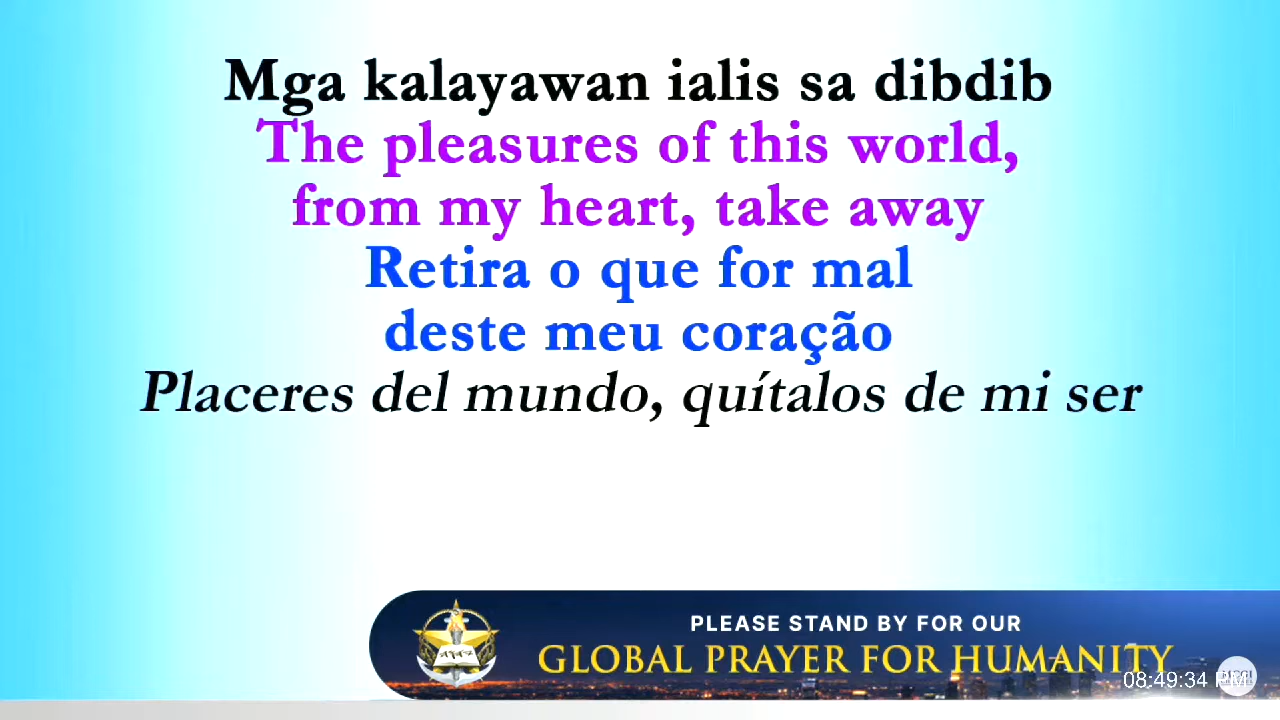 Mga kalayawan ialis sa dibdib
The pleasures of this world,
from my heart, take away
Retira o que for mal
deste meu coração
Placeres del mundo, quítalos de mi ser
PLEASE STAND BY FOR OUR
GLOBAL PRAYER FOR HUMANITY
08:49:34 PM